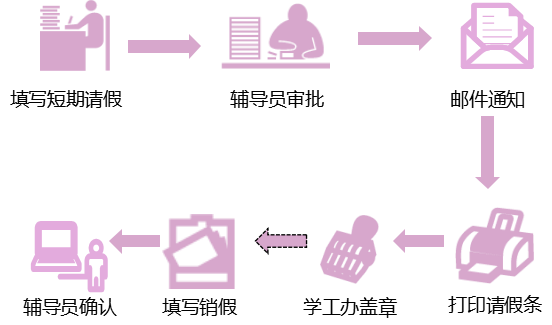 填写短期请假
辅导员审批
邮件通知
打印请假条
学工办盖章
填写销假
辅导员确认